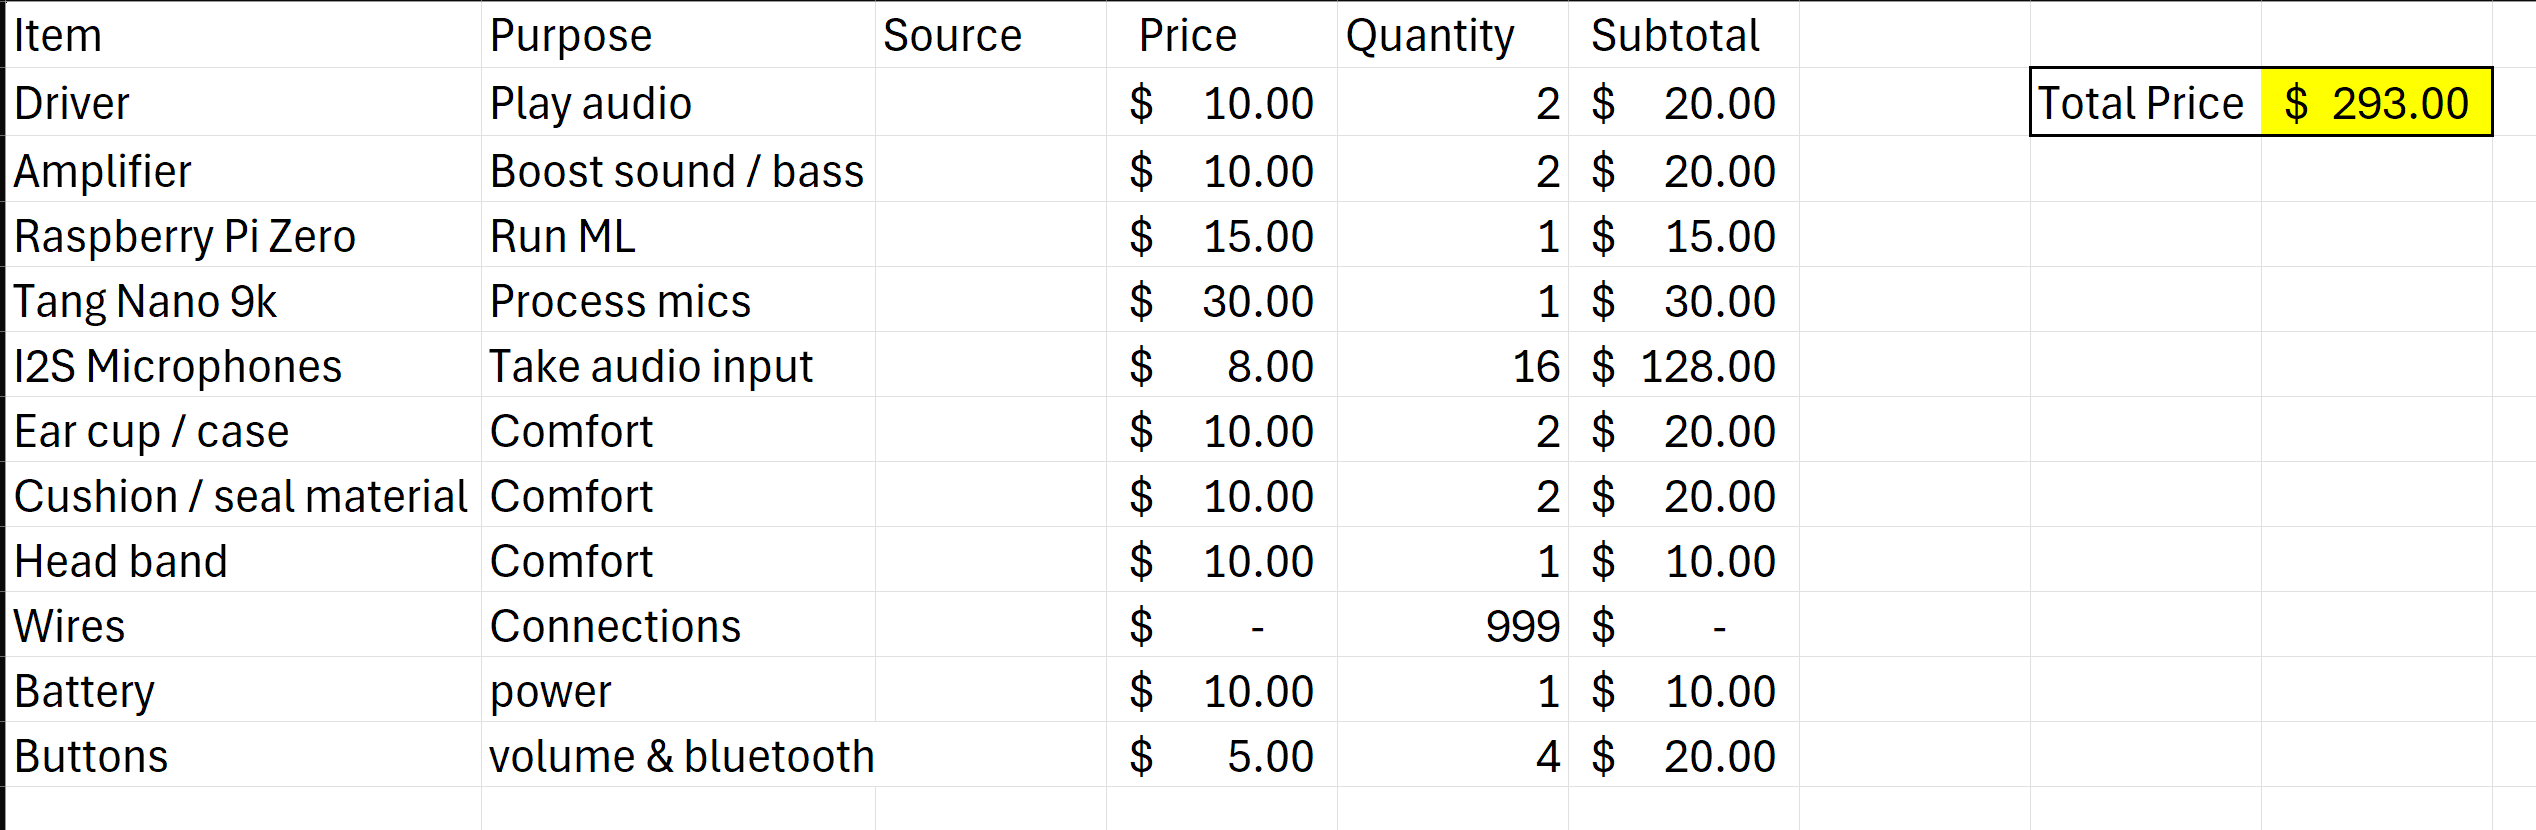 Item Purpose Source Price Quantity Subtotal
Driver Play audio $ 10.00 2 $ 20.00 Total Price $ 293.00
Amplifier Boost sound / bass $ 10.00 2 $ 20.00
Raspberry Pi Zero Run ML $ 15.00 1 $ 15.00
Tang Nano 9k Process mics $ 30.00 1 $ 30.00
I2S Microphones Take audio input $ 8.00 16 $ 128.00
Ear cup / case Comfort $ 10.00 2 $ 20.00
Cushion / seal material Comfort $ 10.00 2 $ 20.00
Head band Comfort $ 10.00 1 $ 10.00
Wires Connections $ - 999 $ -
Battery power $ 10.00 1 $ 10.00
Buttons volume & bluetooth $ 5.00 4 $ 20.00